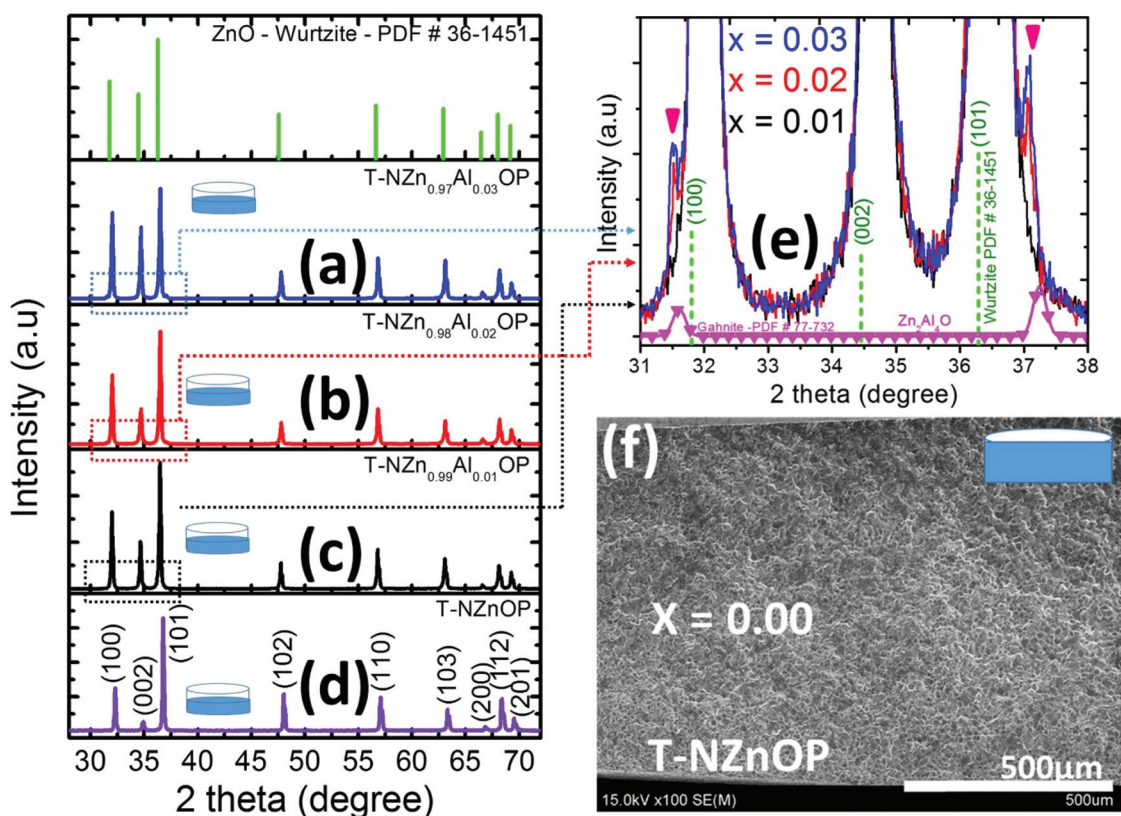 ZnO - Wurtzite - PDF # 36-1451
T-NZn0.97Al0.03OP
(a)
T-NZn0.98Al0.02OP
(b)
T-NZn0.99Al0.01OP
(c)
T-NZnOP
(100)
(002)
(101)
(102)
(d)
(110)
(103)
(200)
(112)
(201)
Intensity (a.u)
30 35 40 45 50 55 60 65 70
2 theta (degree)
x = 0.03
x = 0.02
x = 0.01
(100)
(e)
(002)
(101)
Wurtzite PDF # 36-1451
Gahnite -PDF # 77-732
Zn2Al4O
Intensity (a.u)
31 32 33 34 35 36 37 38
2 theta (degree)
(f)
X = 0.00
T-NZnOP
500µm
15.0kV x100 SE(M)
500um